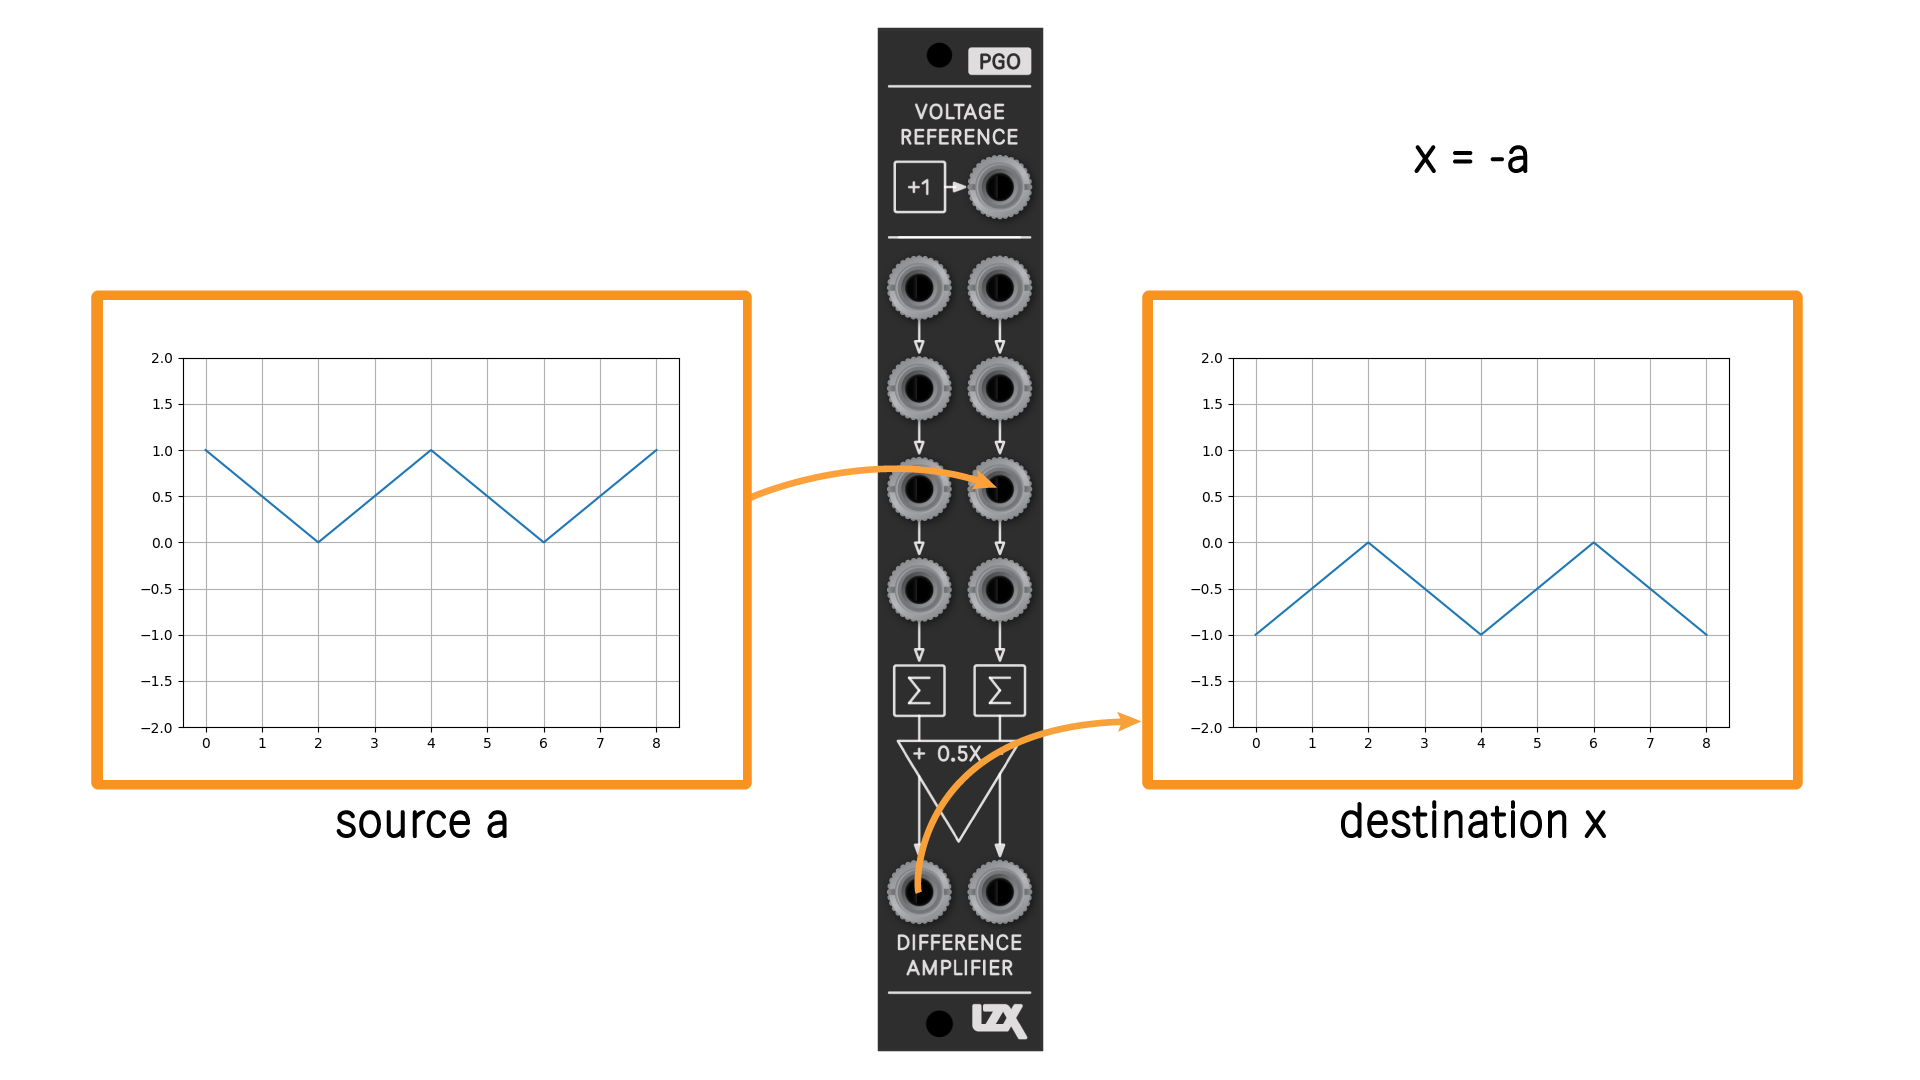 PGO
VOLTAGE
REFERENCE
+1
x = -a
2.0
1.5
1.0
0.5
0.0
−0.5
−1.0
−1.5
−2.0
0 1 2 3 4 5 6 7 8
source a
Σ Σ
+ 0.5X
2.0
1.5
1.0
0.5
0.0
−0.5
−1.0
−1.5
−2.0
0 1 2 3 4 5 6 7 8
destination x
DIFFERENCE
AMPLIFIER
LZX